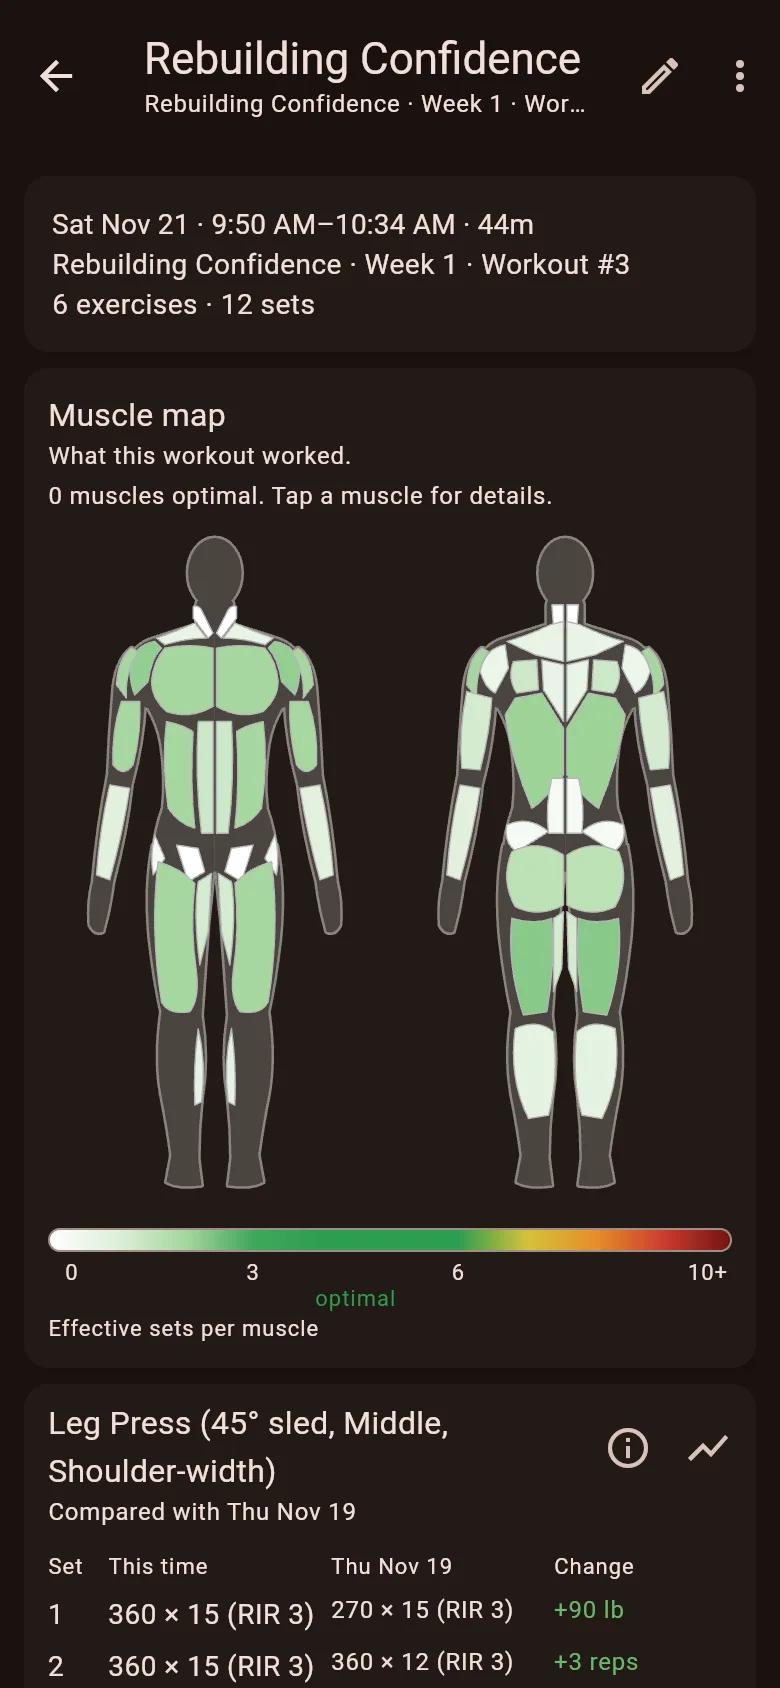 Rebuilding Confidence
Rebuilding Confidence · Week 1 · Wor…
Sat Nov 21 · 9:50 AM–10:34 AM · 44m
Rebuilding Confidence · Week 1 · Workout #3
6 exercises · 12 sets
Muscle map
What this workout worked.
0 muscles optimal. Tap a muscle for details.
0 3 6 10+
optimal
Effective sets per muscle
Leg Press (45° sled, Middle,
Shoulder-width)
Compared with Thu Nov 19
Set This time Thu Nov 19 Change
1 360 × 15 (RIR 3) 270 × 15 (RIR 3) +90 lb
2 360 × 15 (RIR 3) 360 × 12 (RIR 3) +3 reps